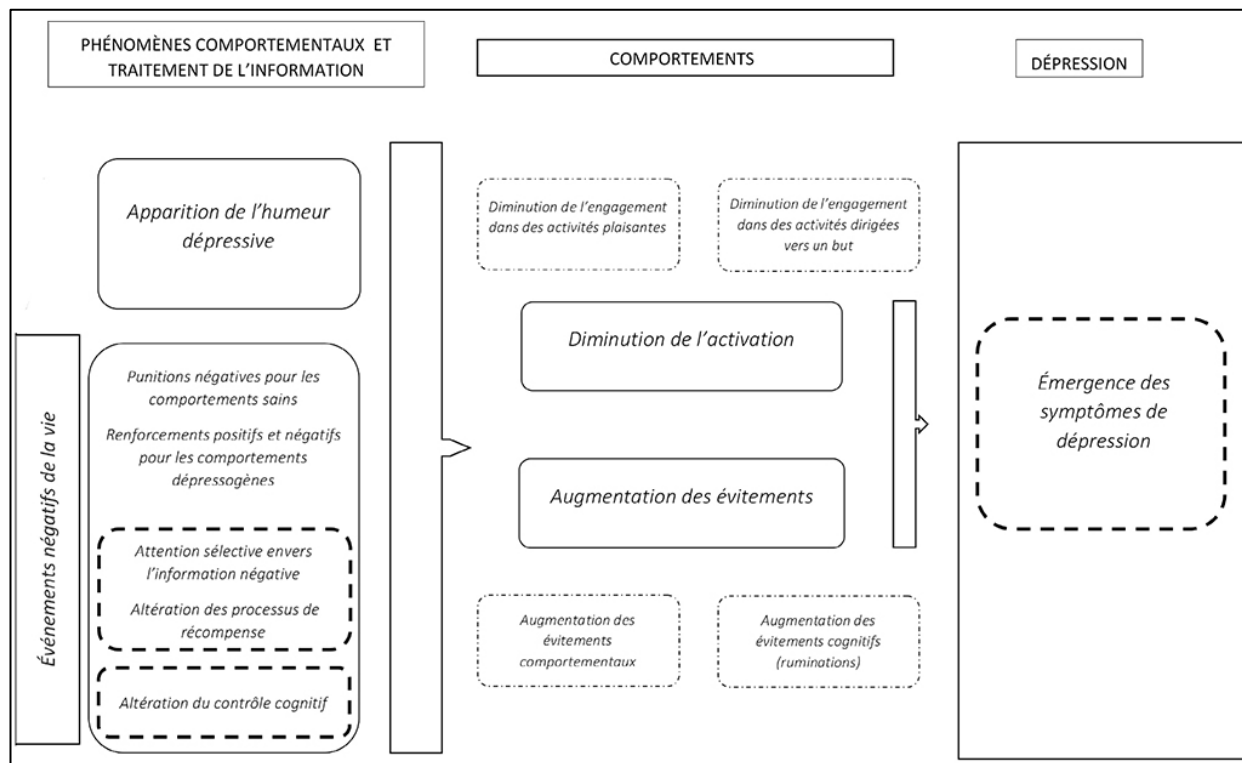 PHÉNOMÈNES COMPORTEMENTAUX ET
TRAITEMENT DE L'INFORMATION
COMPORTEMENTS
DÉPRESSION
Événements négatifs de la vie
Apparition de l'humeur
dépressive
Punitions négatives pour les
comportements sains
Renforcements positifs et négatifs
pour les comportements
dépressogènes
Attention sélective envers
l'information négative
Altération des processus de
récompense
Altération du contrôle cognitif
Diminution de l'engagement
dans des activités plaisantes
Diminution de l'engagement
dans des activités dirigées
vers un but
Diminution de l'activation
Augmentation des évitements
Augmentation des
évitements
comportementaux
Augmentation des
évitements cognitifs
(ruminations)
Émergence des
symptômes de
dépression